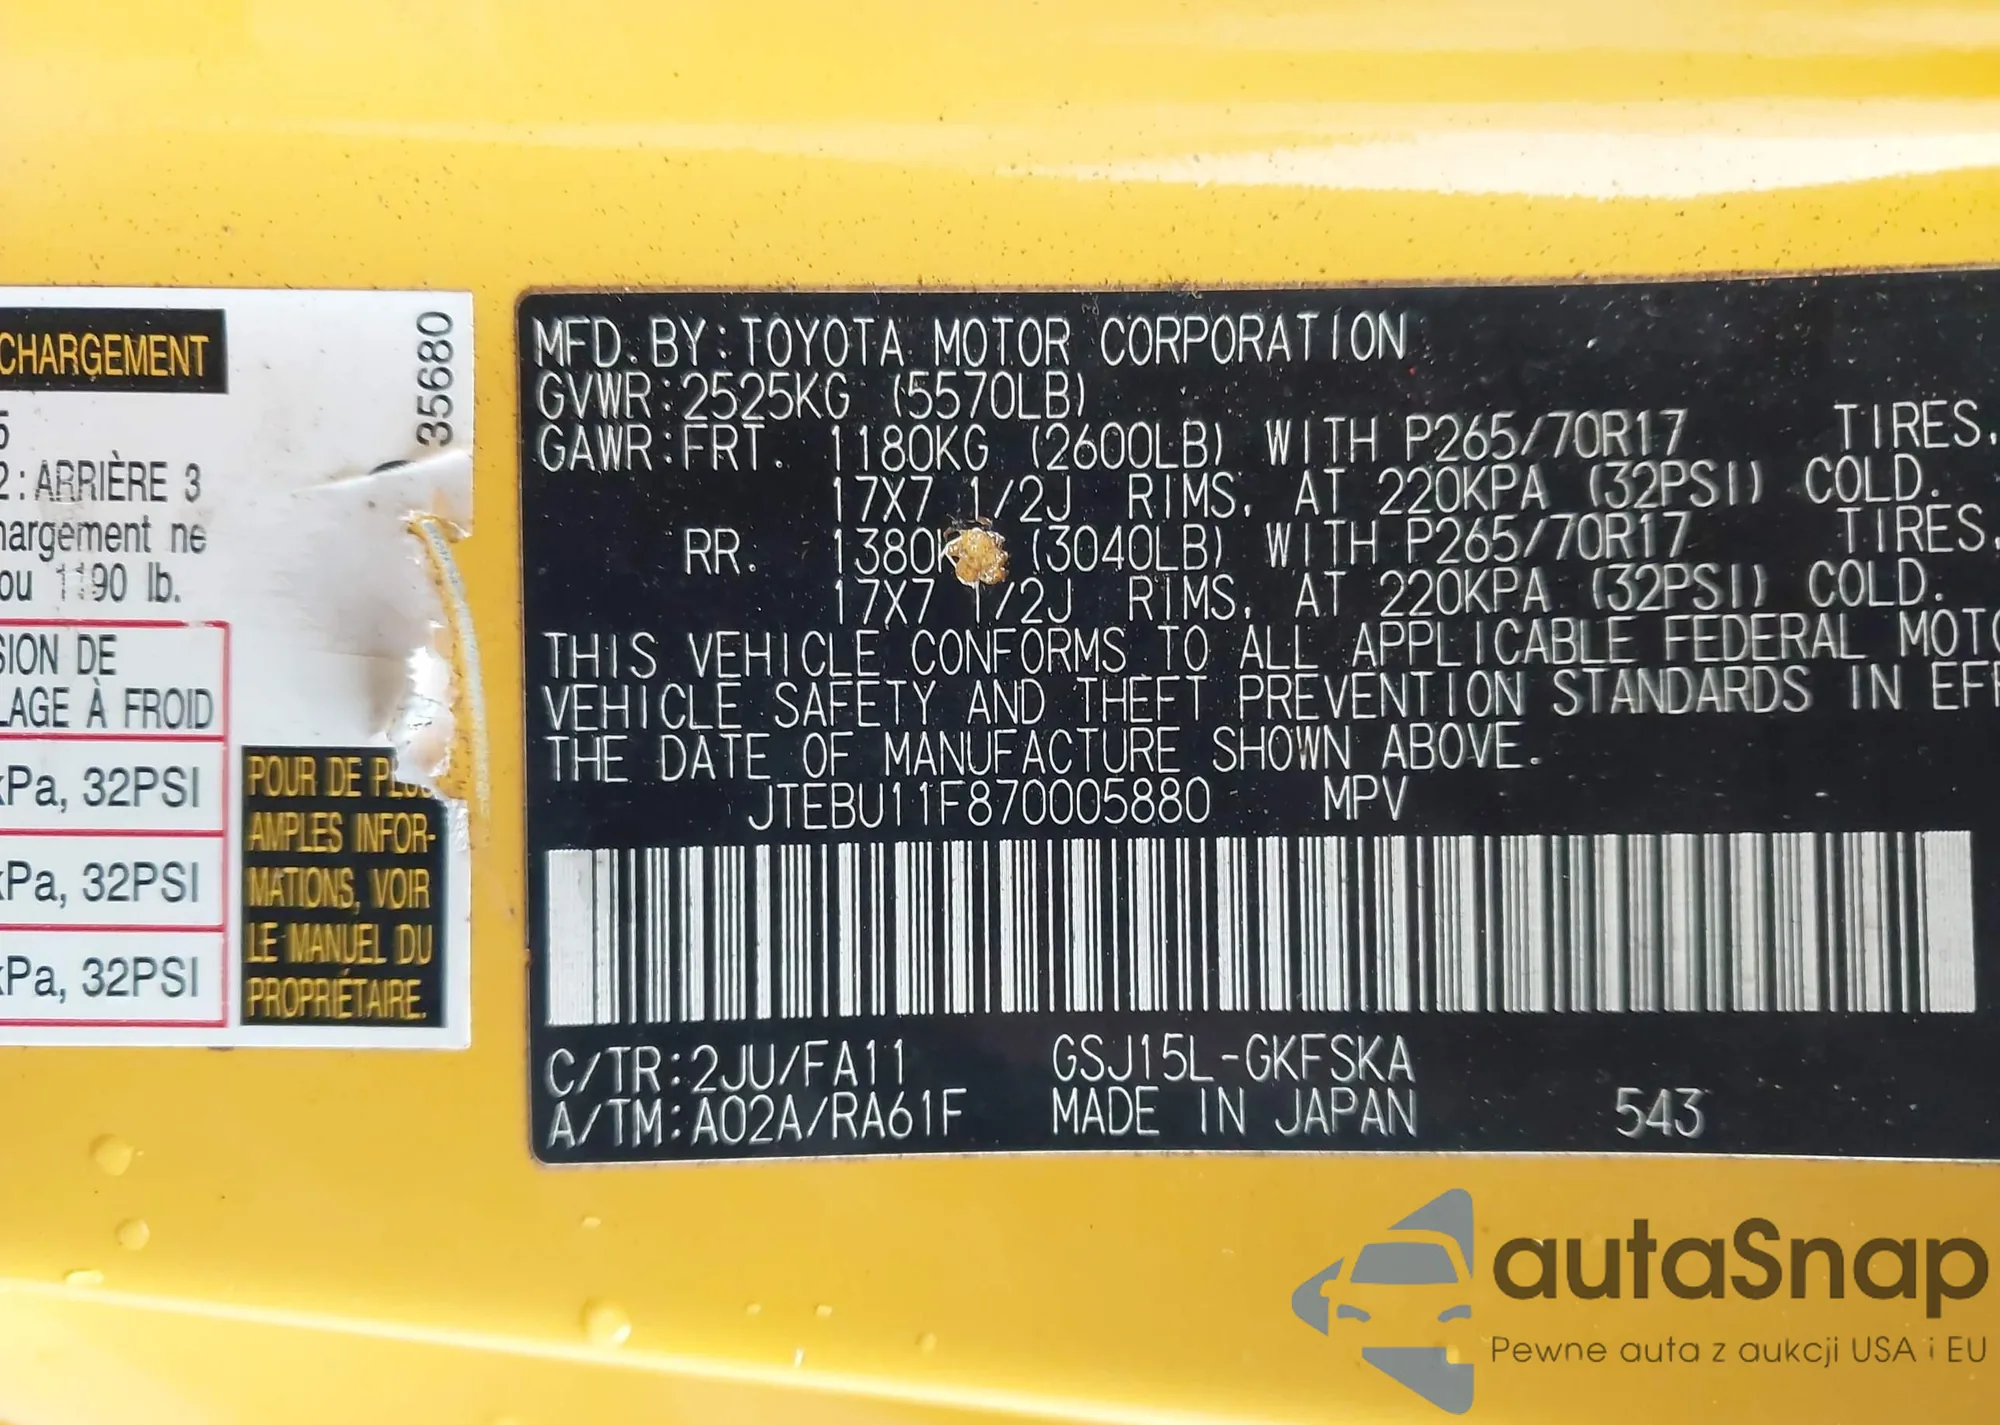 CHARGEMENT
35680
5
2 : ARRIÈRE 3
hargement ne
ou 1190 lb.
SION DE
LAGE À FROID
kPa, 32PSI
kPa, 32PSI
kPa, 32PSI
POUR DE PLUS
AMPLES INFOR-
MATIONS, VOIR
LE MANUEL DU
PROPRIÉTAIRE.
MFD. BY: TOYOTA MOTOR CORPORATION
GVWR: 2525KG (5570LB)
GAWR: FRT. 1180KG (2600LB) WITH P265/70R17 TIRES,
17X7 1/2J RIMS, AT 220KPA (32PSI) COLD.
RR. 1380K (3040LB) WITH P265/70R17 TIRES,
17X7 1/2J RIMS, AT 220KPA (32PSI) COLD.
THIS VEHICLE CONFORMS TO ALL APPLICABLE FEDERAL MOTO
VEHICLE SAFETY AND THEFT PREVENTION STANDARDS IN EFF
THE DATE OF MANUFACTURE SHOWN ABOVE.
JTEBU11F870005880 MPV
C/TR: 2JU/FA11 GSJ15L-GKFSKA
A/TM: A02A/RA61F MADE IN JAPAN 543
autaSnap
Pewne auta z aukcji USA i EU